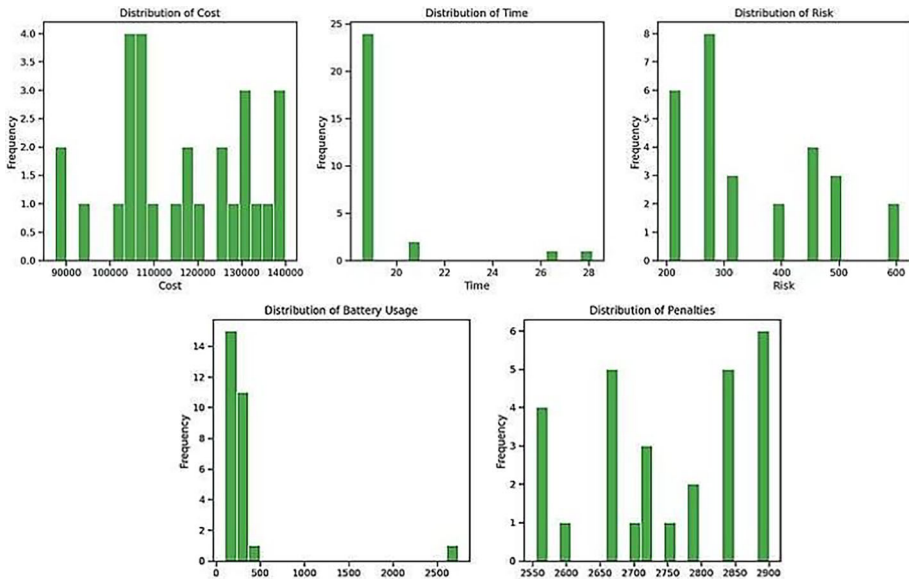 Distribution of Cost
4.0
3.5
3.0
2.5
2.0
1.5
1.0
0.5
0.0
Frequency
90000 100000 110000 120000 130000 140000
Cost
Distribution of Time
25
20
15
10
5
0
Frequency
20 22 24 26 28
Time
Distribution of Risk
8
7
6
5
4
3
2
1
0
Frequency
200 300 400 500 600
Risk
Distribution of Battery Usage
14
12
10
8
6
4
2
0
Frequency
0 500 1000 1500 2000 2500
Distribution of Penalties
6
5
4
3
2
1
0
Frequency
2550 2600 2650 2700 2750 2800 2850 2900